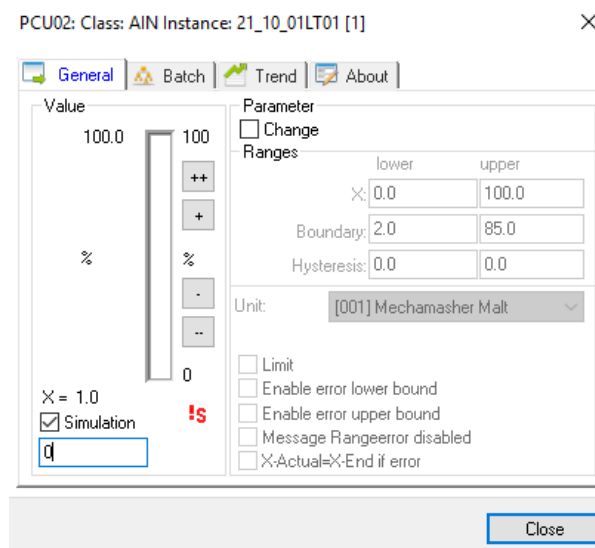 PCU02: Class: AIN Instance: 21_10_01LT01 [1]
General Batch Trend About
Value
100.0 100
++
+
% %
-
--
0
X = 1.0
Simulation !S
0
Parameter
Change
Ranges
lower upper
X: 0.0 100.0
Boundary: 2.0 85.0
Hysteresis: 0.0 0.0
Unit: [001] Mechamasher Malt
Limit
Enable error lower bound
Enable error upper bound
Message Rangeerror disabled
X-Actual=X-End if error
Close